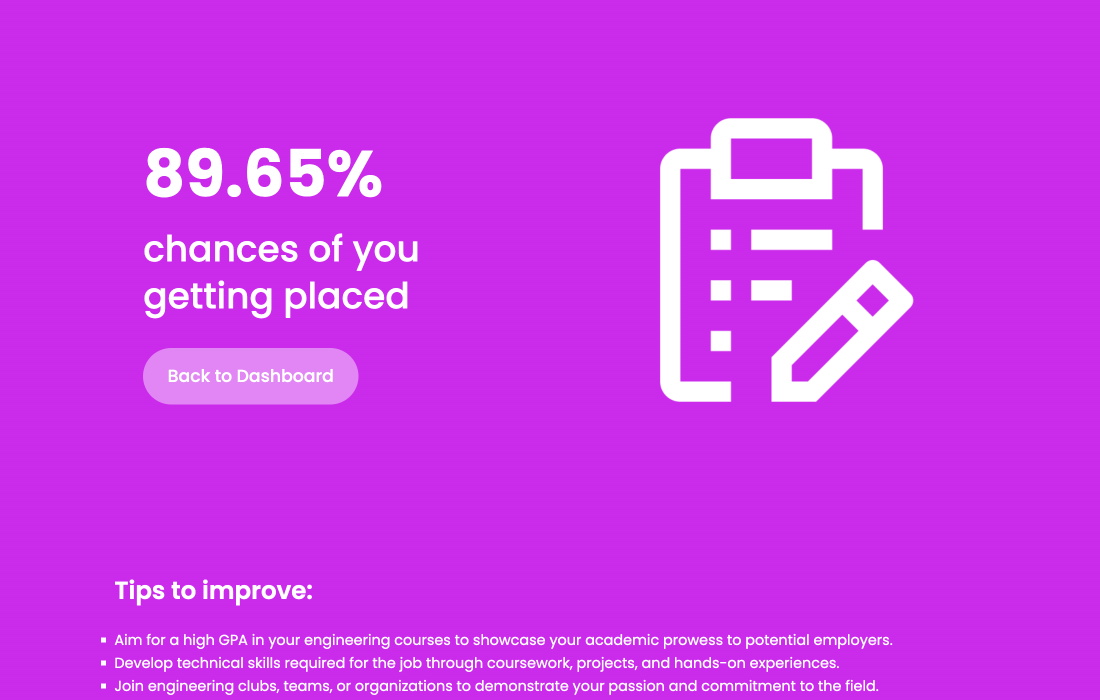 89.65%
chances of you
getting placed
Back to Dashboard
Tips to improve:
Aim for a high GPA in your engineering courses to showcase your academic prowess to potential employers.
Develop technical skills required for the job through coursework, projects, and hands-on experiences.
Join engineering clubs, teams, or organizations to demonstrate your passion and commitment to the field.